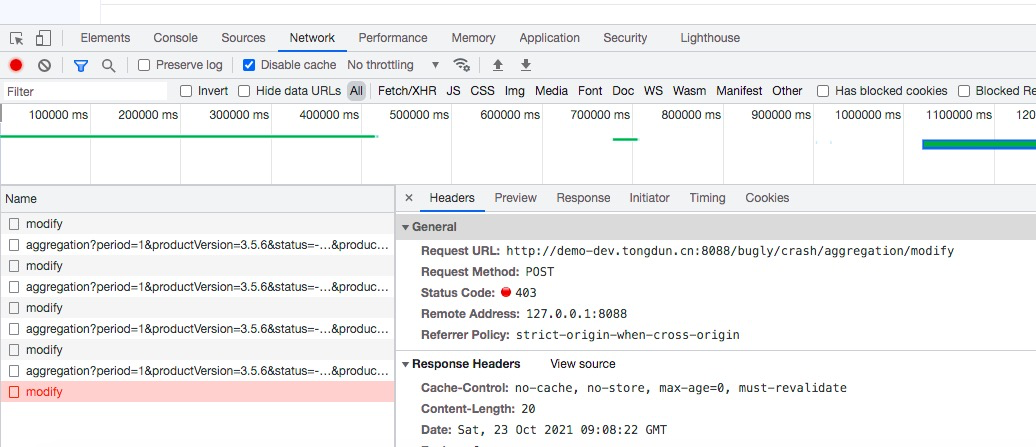 Elements Console Sources Network Performance Memory Application Security Lighthouse
Preserve log Disable cache No throttling
Filter Invert Hide data URLs All Fetch/XHR JS CSS Img Media Font Doc WS Wasm Manifest Other Has blocked cookies Blocked Re
100000 ms 200000 ms 300000 ms 400000 ms 500000 ms 600000 ms 700000 ms 800000 ms 900000 ms 1000000 ms 1100000 ms 120
Name
modify
aggregation?period=1&productVersion=3.5.6&status=-...&produc...
modify
aggregation?period=1&productVersion=3.5.6&status=-...&produc...
modify
aggregation?period=1&productVersion=3.5.6&status=-...&produc...
modify
aggregation?period=1&productVersion=3.5.6&status=-...&produc...
modify
× Headers Preview Response Initiator Timing Cookies
General
Request URL: http://demo-dev.tongdun.cn:8088/bugly/crash/aggregation/modify
Request Method: POST
Status Code: 403
Remote Address: 127.0.0.1:8088
Referrer Policy: strict-origin-when-cross-origin
Response Headers View source
Cache-Control: no-cache, no-store, max-age=0, must-revalidate
Content-Length: 20
Date: Sat, 23 Oct 2021 09:08:22 GMT